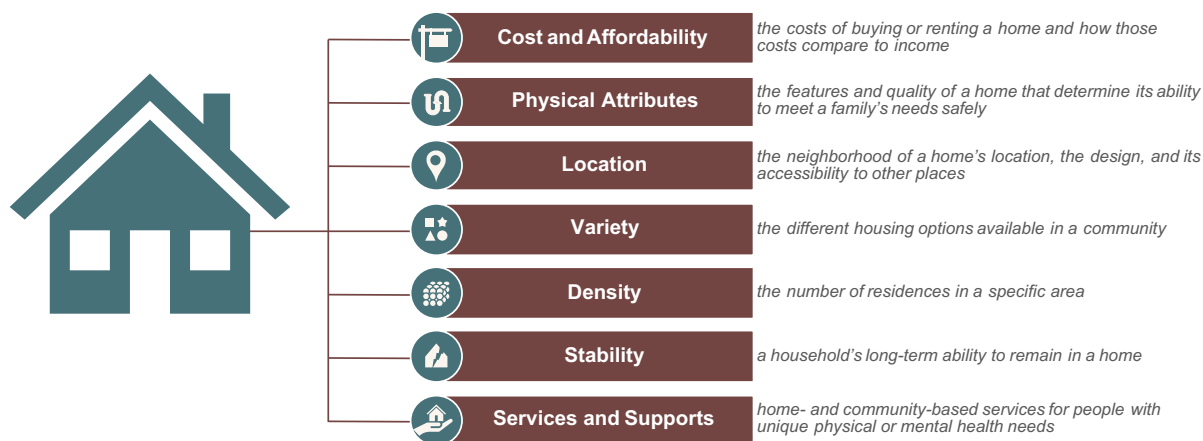 Cost and Affordability
the costs of buying or renting a home and how those
costs compare to income
Physical Attributes
the features and quality of a home that determine its ability
to meet a family's needs safely
Location
the neighborhood of a home's location, the design, and its
accessibility to other places
Variety
the different housing options available in a community
Density
the number of residences in a specific area
Stability
a household's long-term ability to remain in a home
Services and Supports
home- and community-based services for people with
unique physical or mental health needs